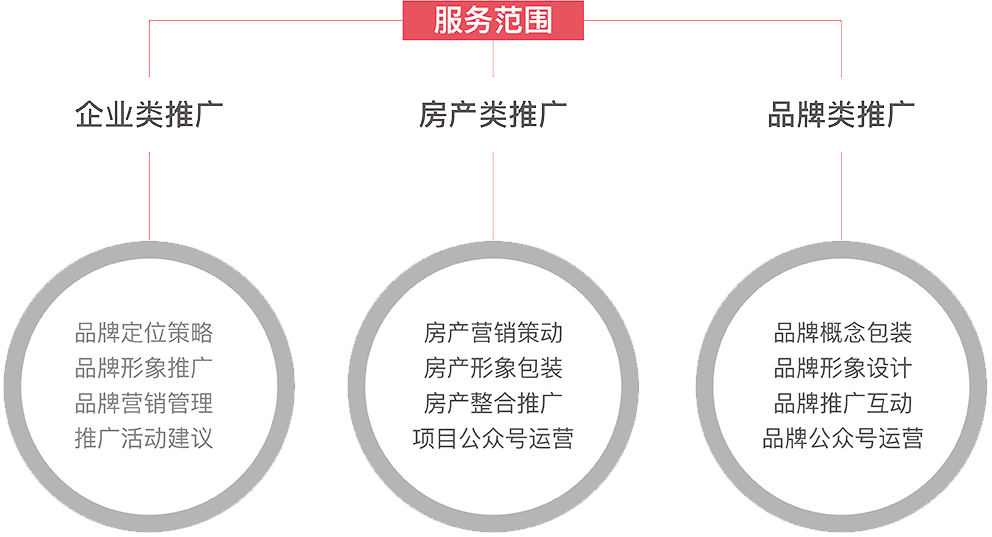 服务范围
企业类推广
房产类推广
品牌类推广
品牌定位策略
品牌形象推广
品牌营销管理
推广活动建议
房产营销策动
房产形象包装
房产整合推广
项目公众号运营
品牌概念包装
品牌形象设计
品牌推广互动
品牌公众号运营